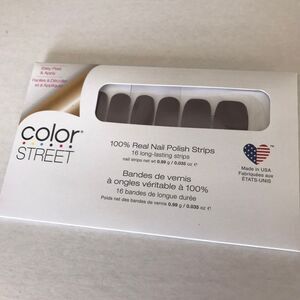 Easy Peel
& Apply
Faciles à Décoller
et à Appliquer
color
STREET
100% Real Nail Polish Strips
16 long-lasting strips
nail strips net wt 0.99 g / 0.035 oz ℮
Bandes de vernis
à ongles véritable à 100%
16 bandes de longue durée
Poids net des bandes de vernis 0.99 g / 0.035 oz ℮
Made in USA
Fabriquées aux
ÉTATS-UNIS